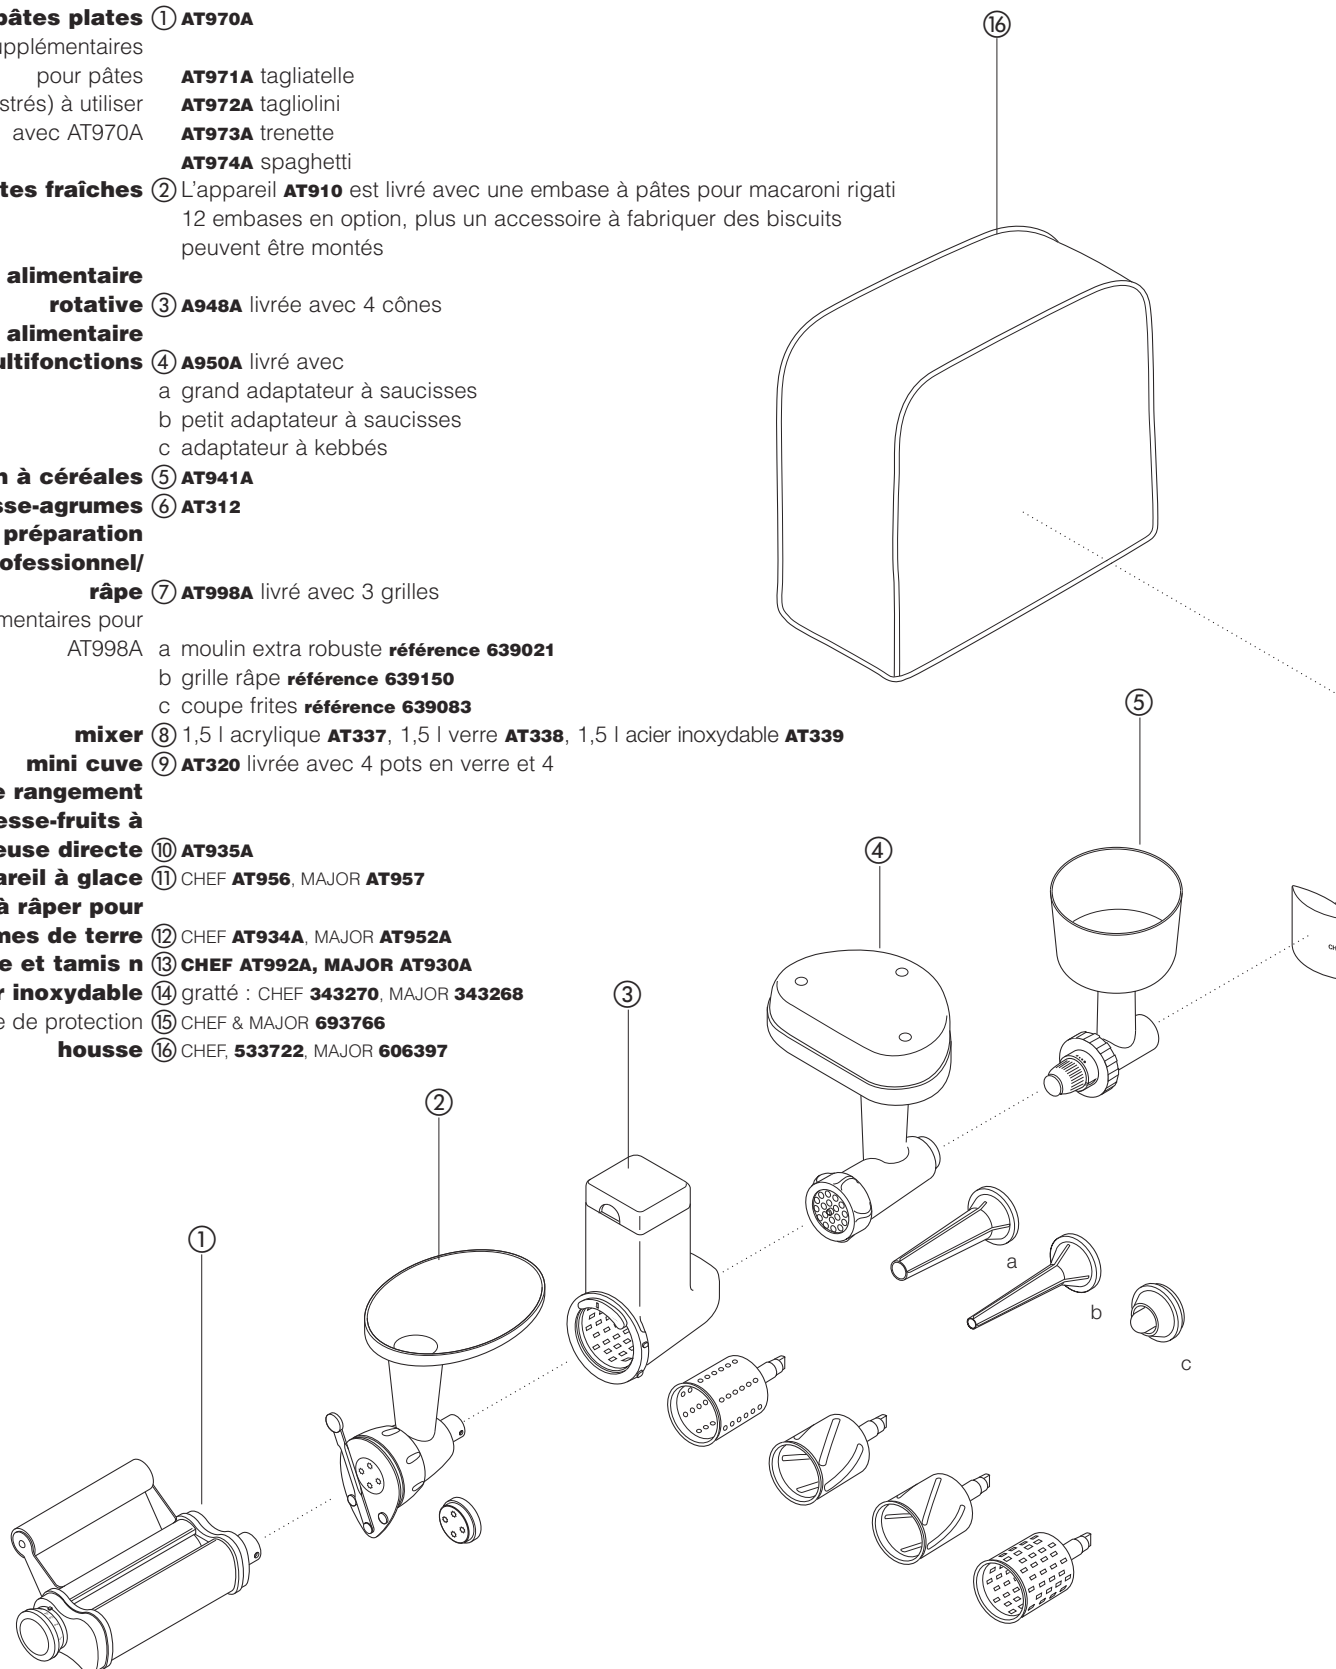 pâtes plates ① AT970A
upplémentaires
pour pâtes AT971A tagliatelle
strés) à utiliser AT972A tagliolini
avec AT970A AT973A trenette
AT974A spaghetti
tes fraîches ② L'appareil AT910 est livré avec une embase à pâtes pour macaroni rigati
12 embases en option, plus un accessoire à fabriquer des biscuits
peuvent être montés
alimentaire
rotative ③ A948A livrée avec 4 cônes
alimentaire
ultifonctions ④ A950A livré avec
a grand adaptateur à saucisses
b petit adaptateur à saucisses
c adaptateur à kebbés
n à céréales ⑤ AT941A
sse-agrumes ⑥ AT312
préparation
ofessionnel/
râpe ⑦ AT998A livré avec 3 grilles
mentaires pour
AT998A a moulin extra robuste référence 639021
b grille râpe référence 639150
c coupe frites référence 639083
mixer ⑧ 1,5 l acrylique AT337, 1,5 l verre AT338, 1,5 l acier inoxydable AT339
mini cuve ⑨ AT320 livrée avec 4 pots en verre et 4
e rangement
esse-fruits à
euse directe ⑩ AT935A
areil à glace ⑪ CHEF AT956, MAJOR AT957
à râper pour
mes de terre ⑫ CHEF AT934A, MAJOR AT952A
e et tamis n ⑬ CHEF AT992A, MAJOR AT930A
r inoxydable ⑭ gratté : CHEF 343270, MAJOR 343268
e de protection ⑮ CHEF & MAJOR 693766
housse ⑯ CHEF, 533722, MAJOR 606397
⑯
⑤
④
③
②
①
a
b
c
CH